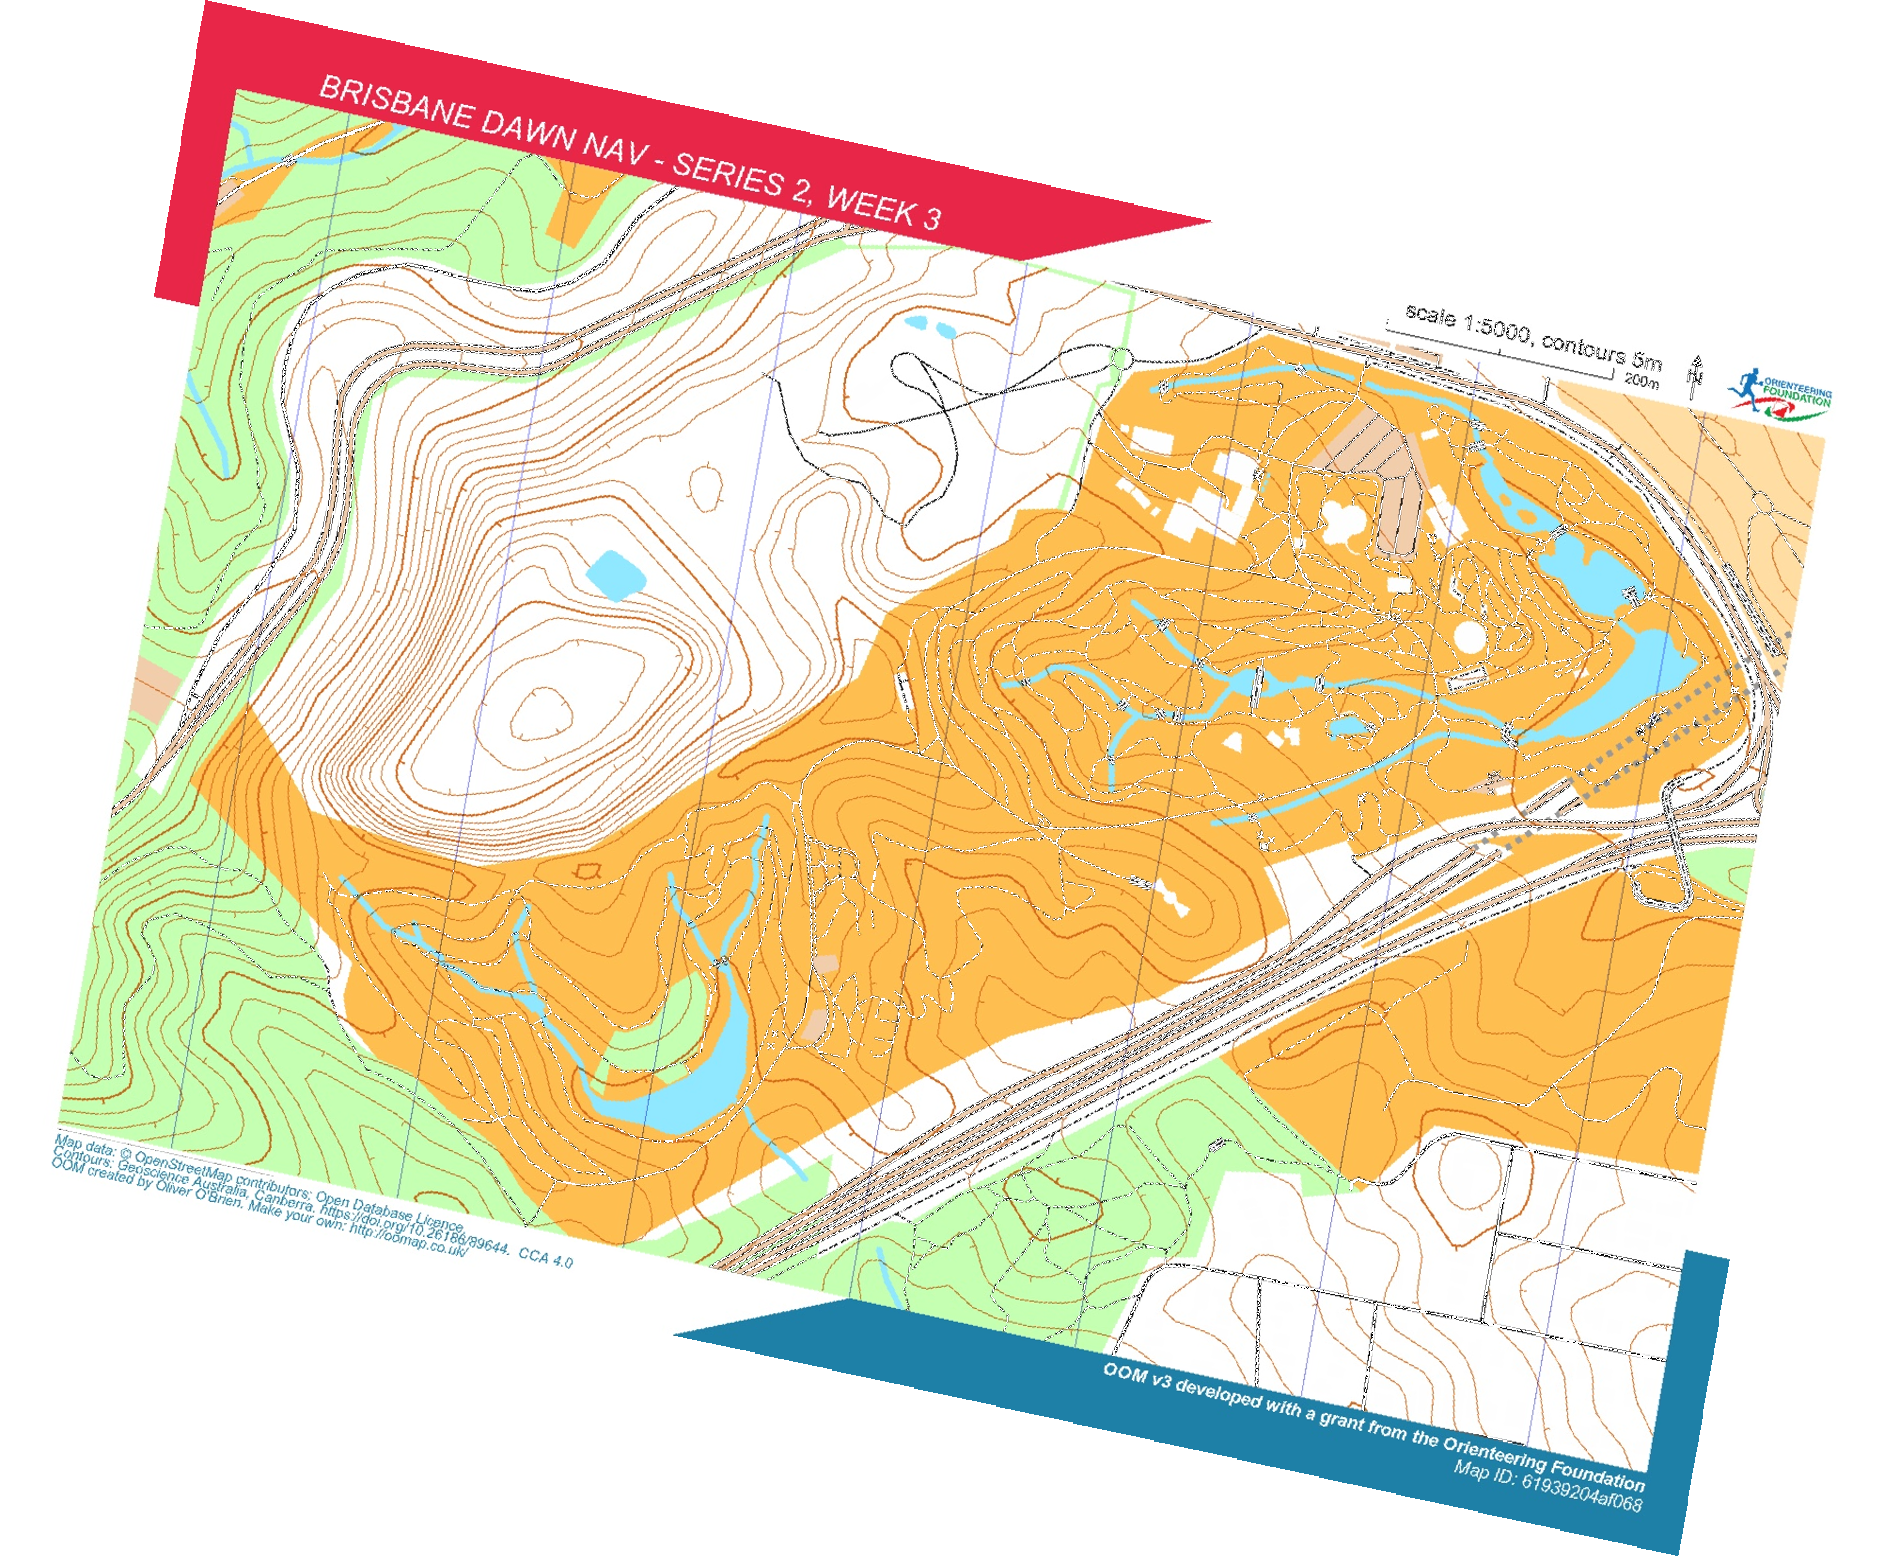 BRISBANE DAWN NAV - SERIES 2, WEEK 3
scale 1:5000, contours 5m
200m
ORIENTEERING
FOUNDATION
Map data: © OpenStreetMap contributors: Open Database Licence.
Contours: Geoscience Australia, Canberra. https://doi.org/10.26186/89644. CCA 4.0
OOM created by Oliver O'Brien. Make your own: http://oomap.co.uk/
OOM v3 developed with a grant from the Orienteering Foundation
Map ID: 61939204af068